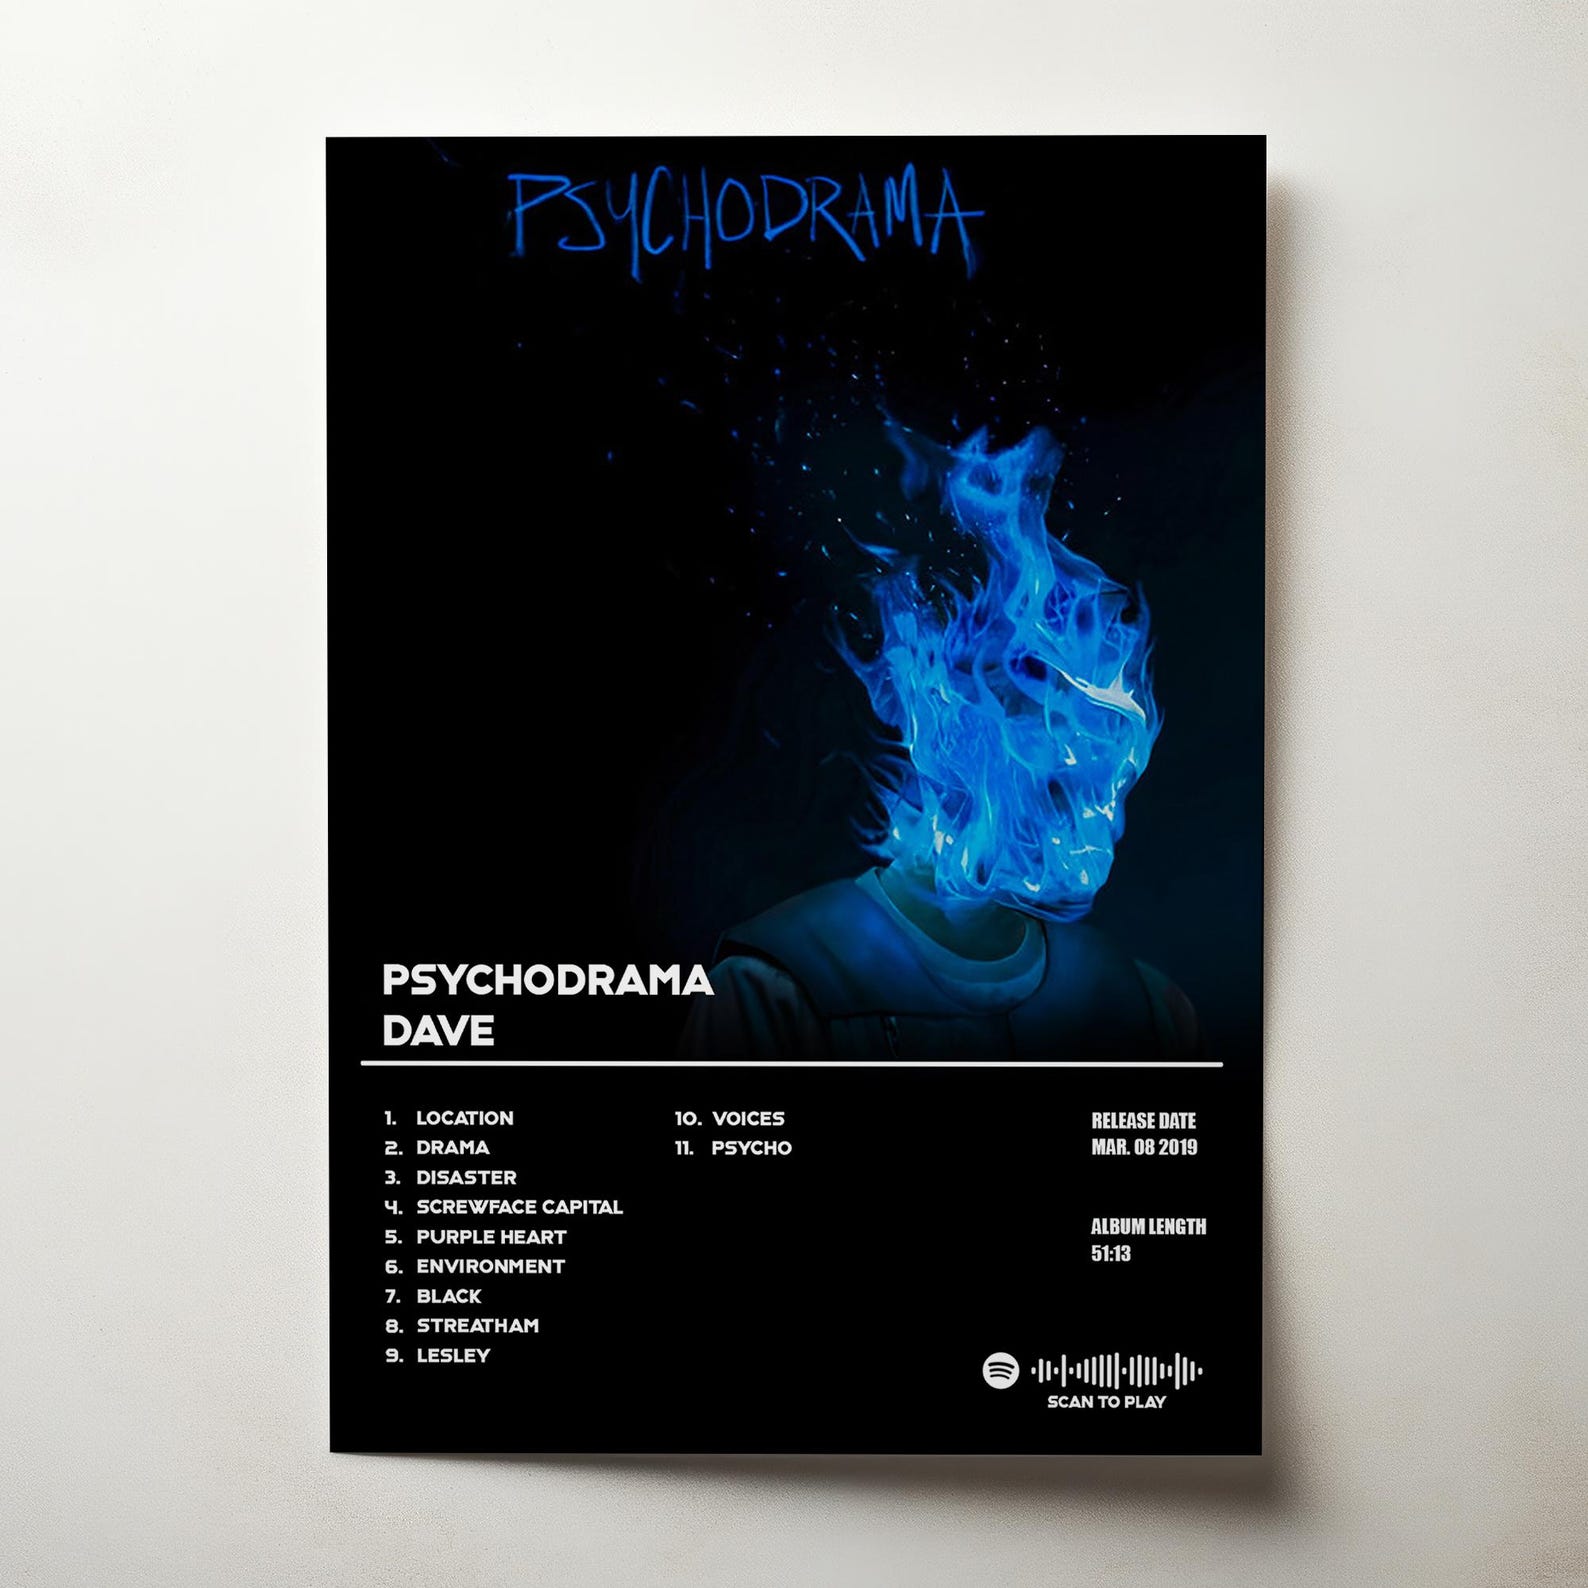 PSYCHODRAMA
PSYCHODRAMA
DAVE
1. LOCATION
2. DRAMA
3. DISASTER
4. SCREWFACE CAPITAL
5. PURPLE HEART
6. ENVIRONMENT
7. BLACK
8. STREATHAM
9. LESLEY
10. VOICES
11. PSYCHO
RELEASE DATE
MAR. 08 2019
ALBUM LENGTH
51:13
SCAN TO PLAY